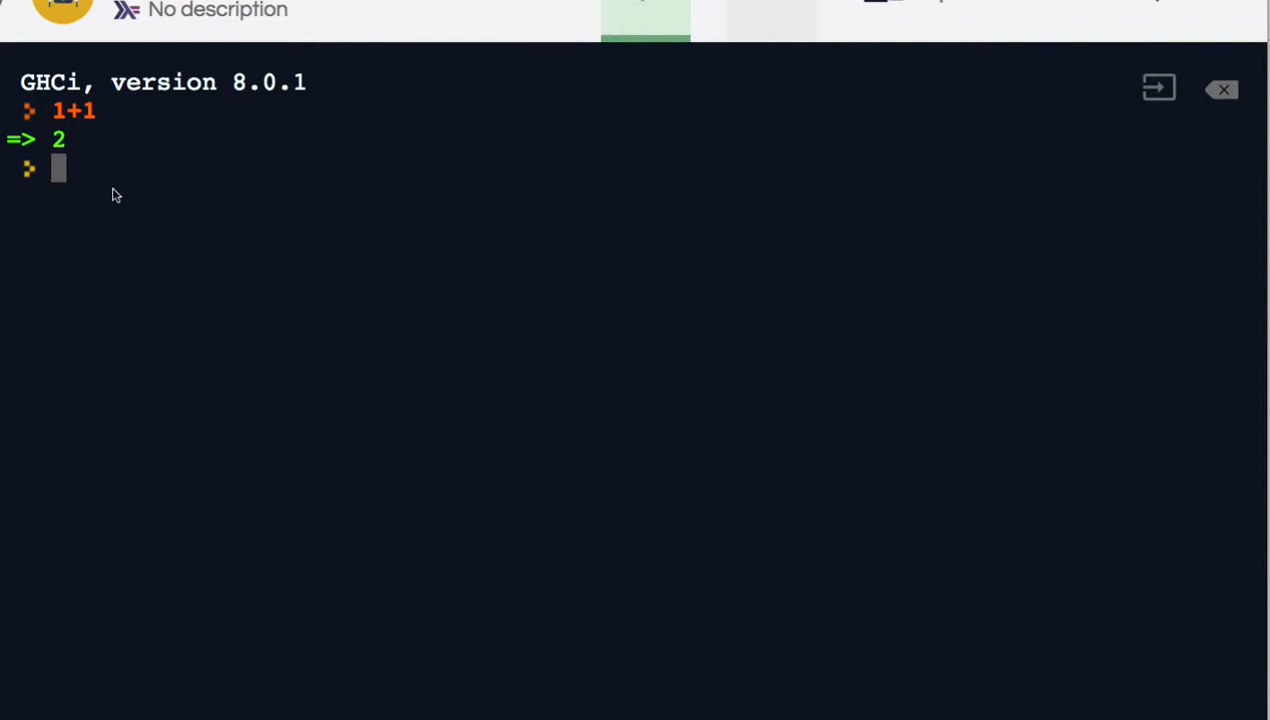 No description
GHCi, version 8.0.1
> 1+1
=> 2
>